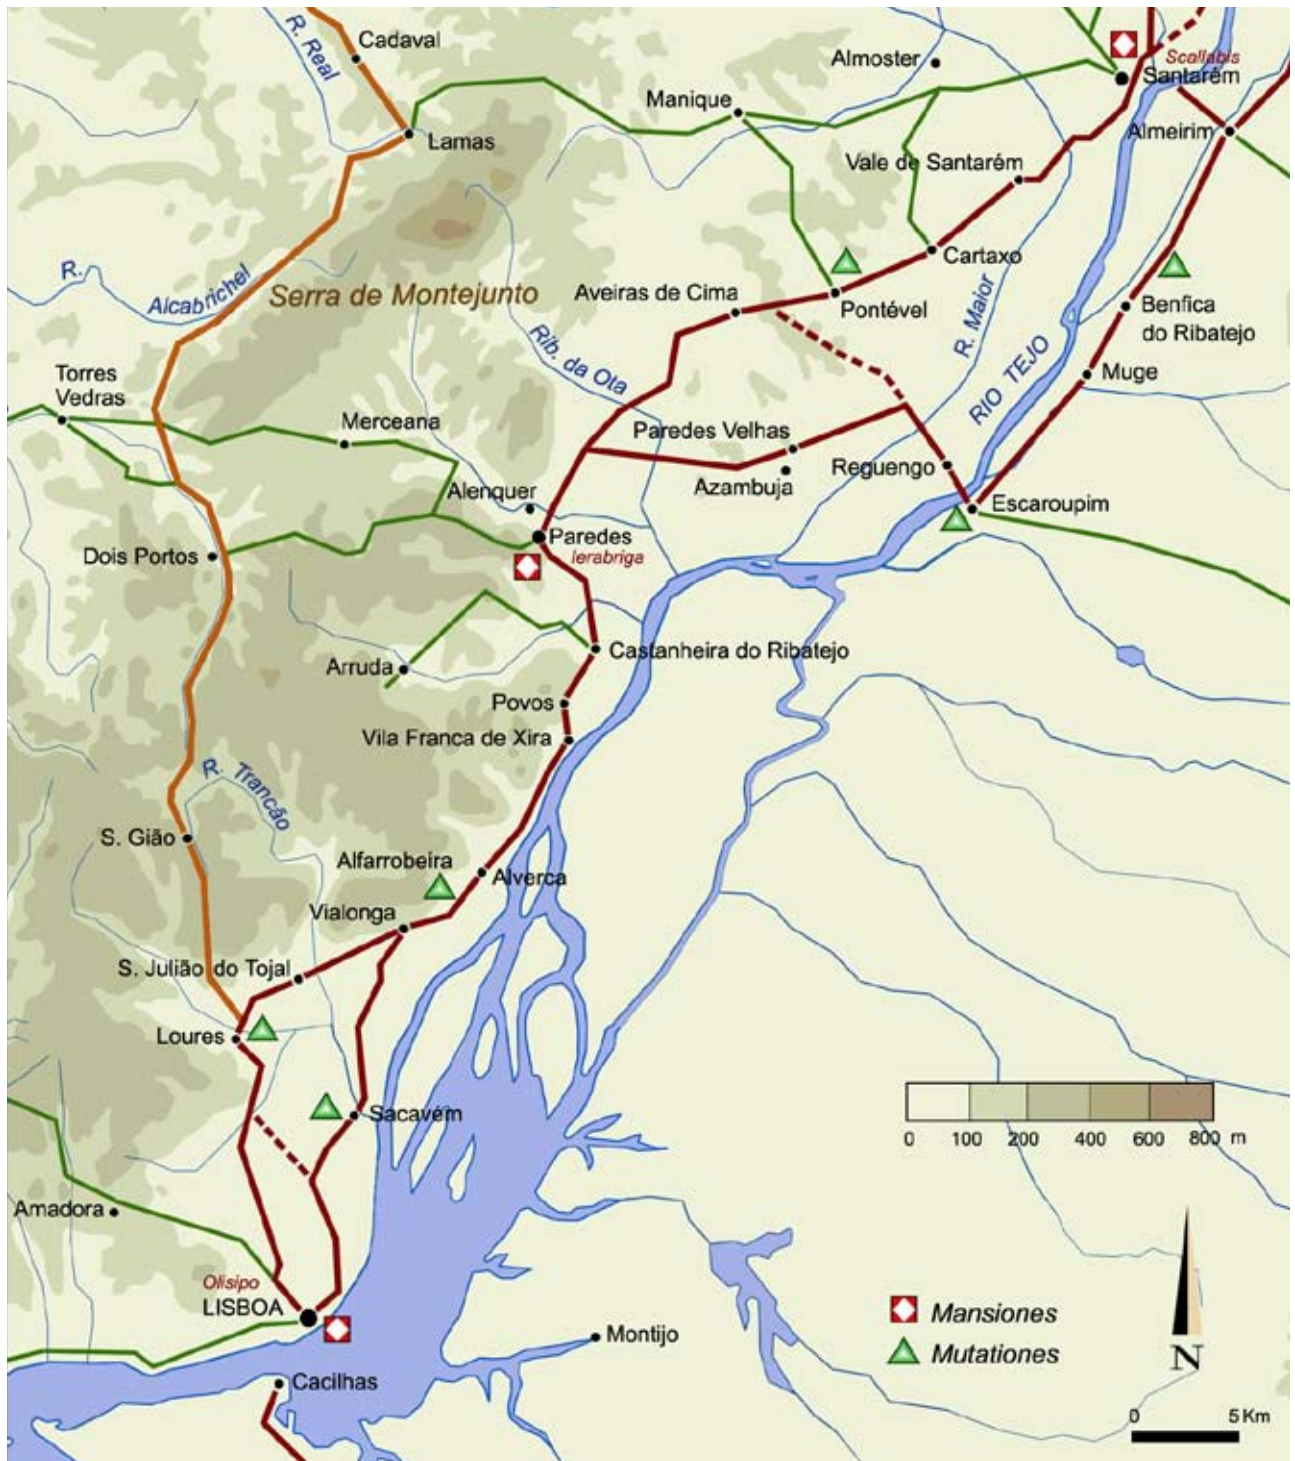 Cadaval
R. Real
Almoster
Scallabis
Santarém
Manique
Lamas
Almeirim
Vale de Santarém
Cartaxo
R.
Alcabrichel
Serra de Montejunto
Aveiras de Cima
Pontével
R. Maior
Benfica
do Ribatejo
Rib. da Ota
RIO TEJO
Torres
Vedras
Muge
Merceana
Paredes Velhas
Reguengo
Azambuja
Alenquer
Escaroupim
Paredes
Ierabriga
Dois Portos
Castanheira do Ribatejo
Arruda
Povos
Vila Franca de Xira
R. Trancão
S. Gião
Alfarrobeira
Alverca
Vialonga
S. Julião do Tojal
Loures
Sacavém
0 100 200 400 600 800 m
Amadora
Olisipo
LISBOA
Mansiones
Montijo
Mutationes
N
Cacilhas
0 5 Km